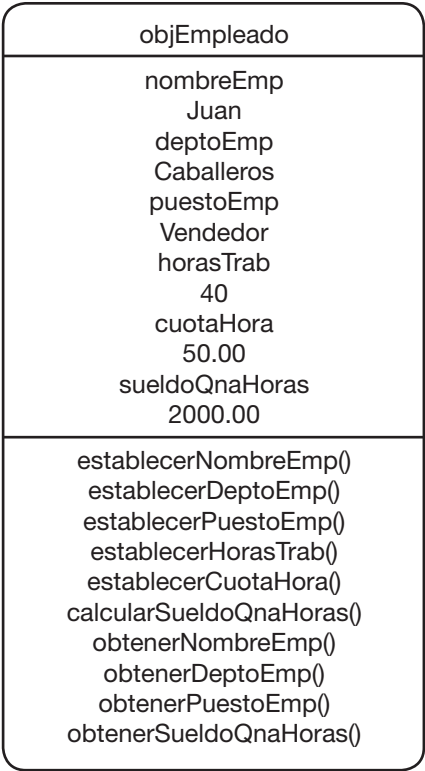 objEmpleado
nombreEmp
Juan
deptoEmp
Caballeros
puestoEmp
Vendedor
horasTrab
40
cuotaHora
50.00
sueldoQnaHoras
2000.00
establecerNombreEmp()
establecerDeptoEmp()
establecerPuestoEmp()
establecerHorasTrab()
establecerCuotaHora()
calcularSueldoQnaHoras()
obtenerNombreEmp()
obtenerDeptoEmp()
obtenerPuestoEmp()
obtenerSueldoQnaHoras()